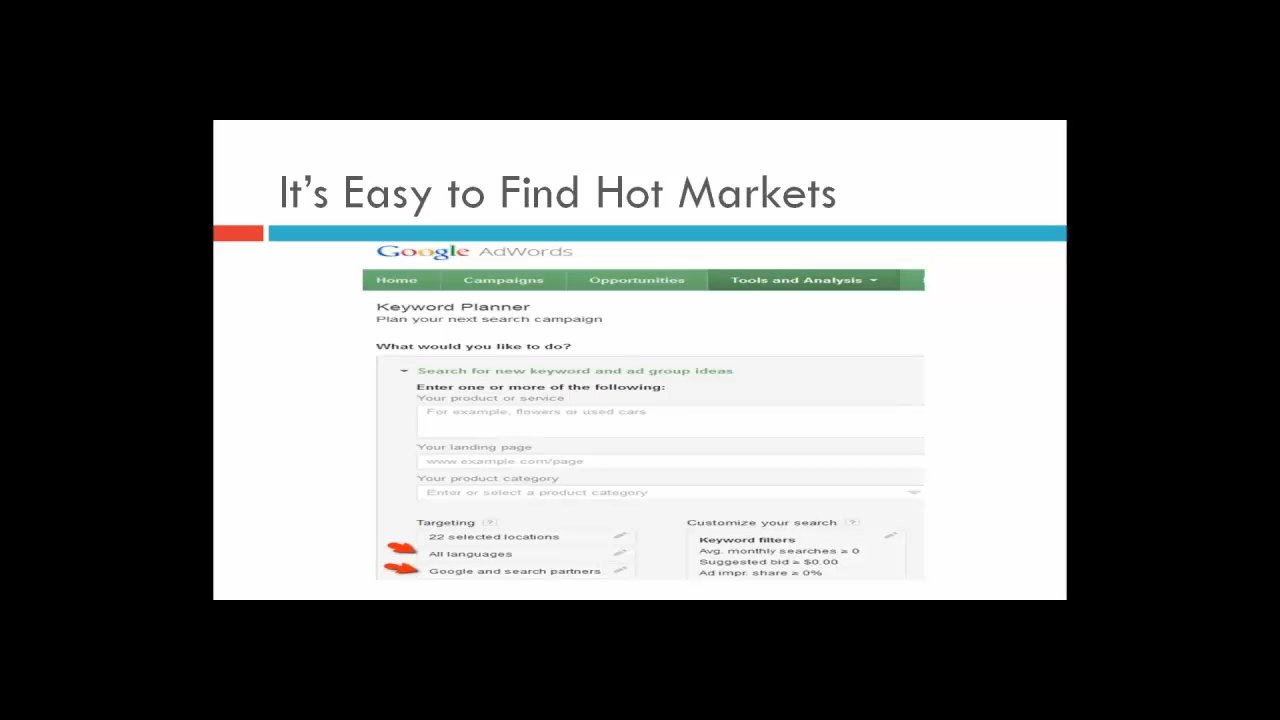 It's Easy to Find Hot Markets
Google AdWords
Home Campaigns Opportunities Tools and Analysis
Keyword Planner
Plan your next search campaign
What would you like to do?
Search for new keyword and ad group ideas
Enter one or more of the following:
Your product or service
For example, flowers or used cars
Your landing page
www.example.com/page
Your product category
Enter or select a product category
Targeting ?
22 selected locations
All languages
Google and search partners
Customize your search ?
Keyword filters
Avg. monthly searches ≥ 0
Suggested bid ≥ $0.00
Ad impr. share ≥ 0%